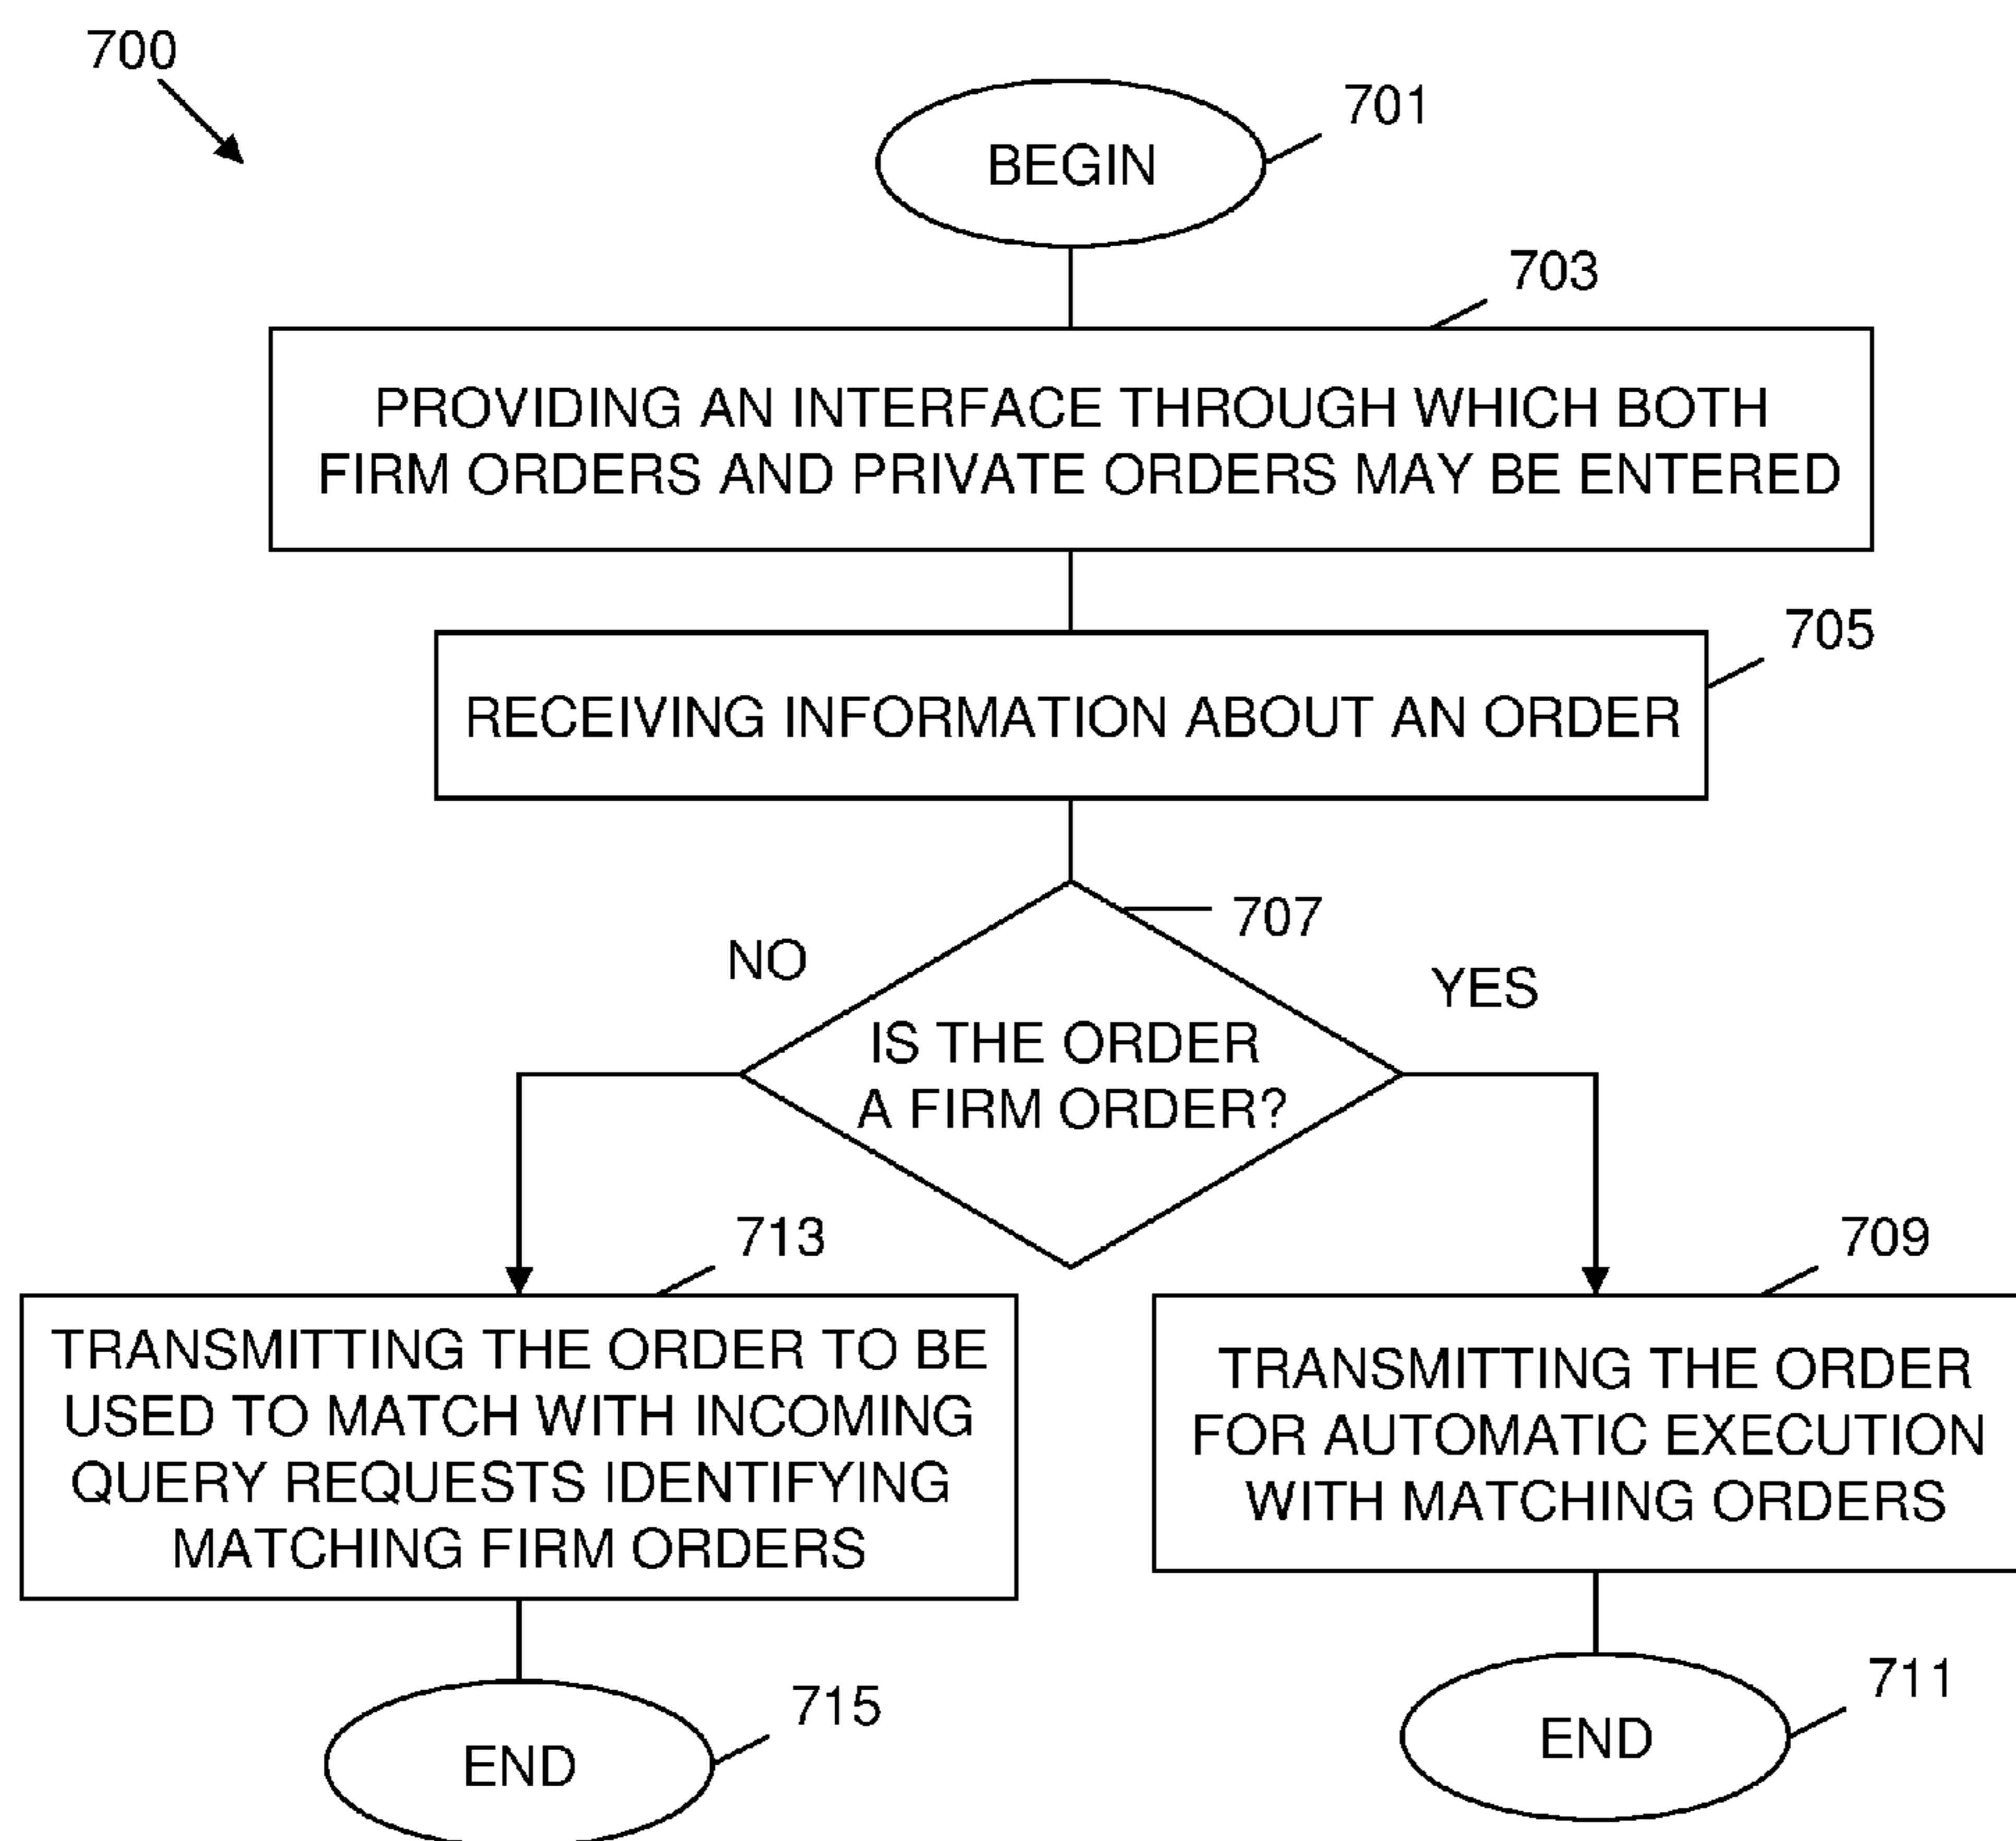 700
701
BEGIN
703
PROVIDING AN INTERFACE THROUGH WHICH BOTH
FIRM ORDERS AND PRIVATE ORDERS MAY BE ENTERED
705
RECEIVING INFORMATION ABOUT AN ORDER
707
NO
YES
IS THE ORDER
A FIRM ORDER?
713
TRANSMITTING THE ORDER TO BE
USED TO MATCH WITH INCOMING
QUERY REQUESTS IDENTIFYING
MATCHING FIRM ORDERS
709
TRANSMITTING THE ORDER
FOR AUTOMATIC EXECUTION
WITH MATCHING ORDERS
715
END
711
END